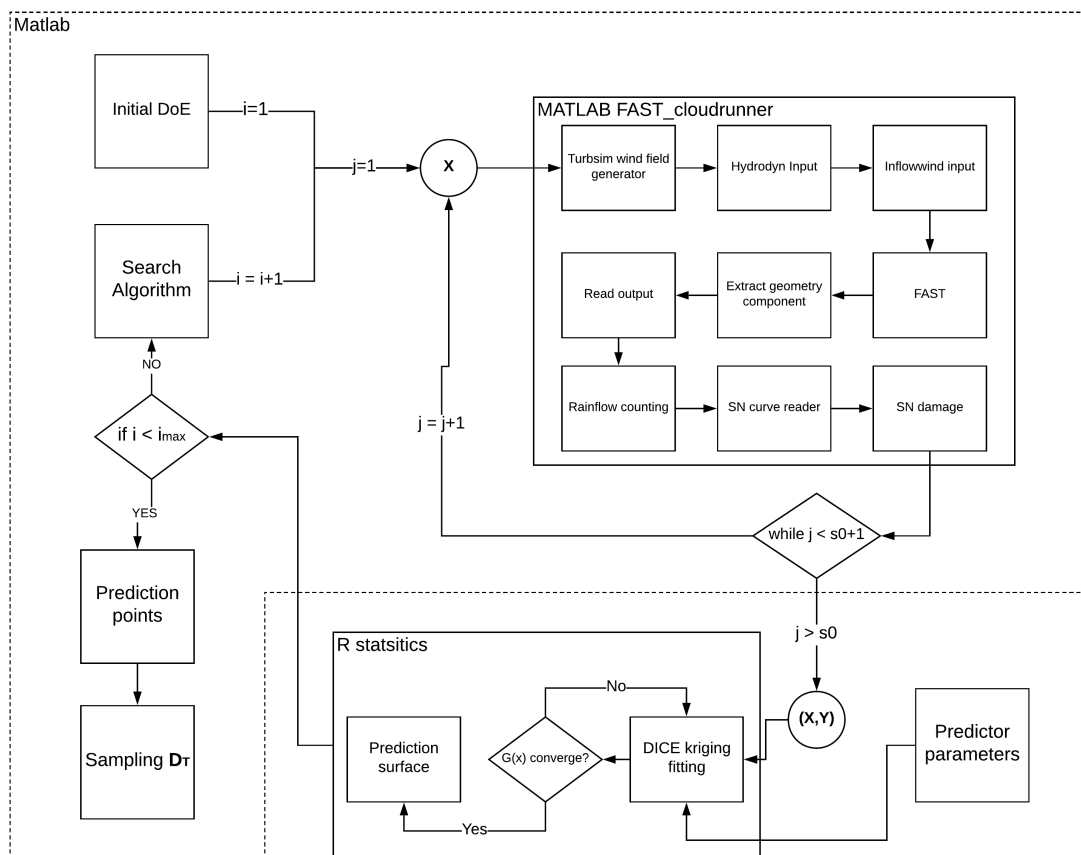 Matlab
Initial DoE
i=1
j=1
X
MATLAB FAST_cloudrunner
Turbsim wind field
generator
Hydrodyn Input
Inflowwind input
Search
Algorithm
i = i+1
Read output
Extract geometry
component
FAST
NO
Rainflow counting
SN curve reader
SN damage
if i < imax
j = j+1
YES
while j < s0+1
Prediction
points
j > s0
R statsitics
No
(X,Y)
Sampling DT
Prediction
surface
G(x) converge?
DICE kriging
fitting
Predictor
parameters
Yes